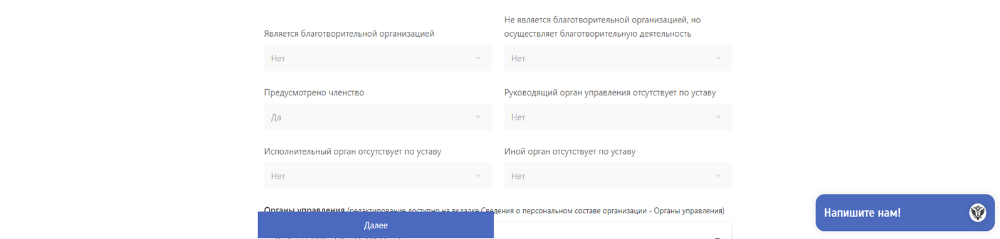 Не является благотворительной организацией, но
Является благотворительной организацией
осуществляет благотворительную деятельность
Нет
Нет
Предусмотрено членство
Руководящий орган управления отсутствует по уставу
Да
Нет
Исполнительный орган отсутствует по уставу
Иной орган отсутствует по уставу
Нет
Нет
Органы управления (редактирование доступно на вкладке Сведения о персональном составе организации - Органы управления)
Далее
Напишите нам!